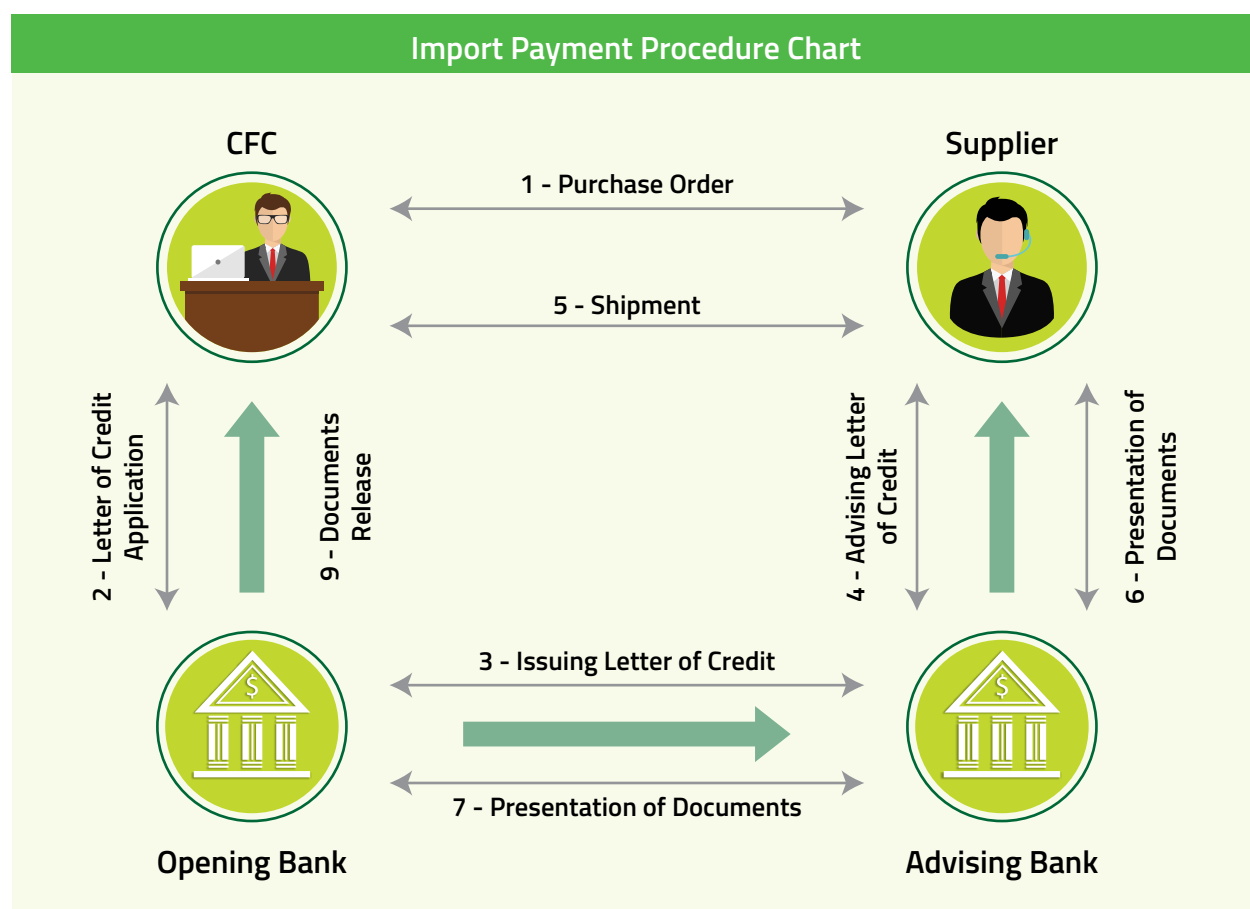 Import Payment Procedure Chart
CFC
Supplier
1 - Purchase Order
5 - Shipment
2 - Letter of Credit
Application
9 - Documents
Release
4 - Advising Letter
of Credit
6 - Presentation of
Documents
3 - Issuing Letter of Credit
$
$
7 - Presentation of Documents
Opening Bank
Advising Bank